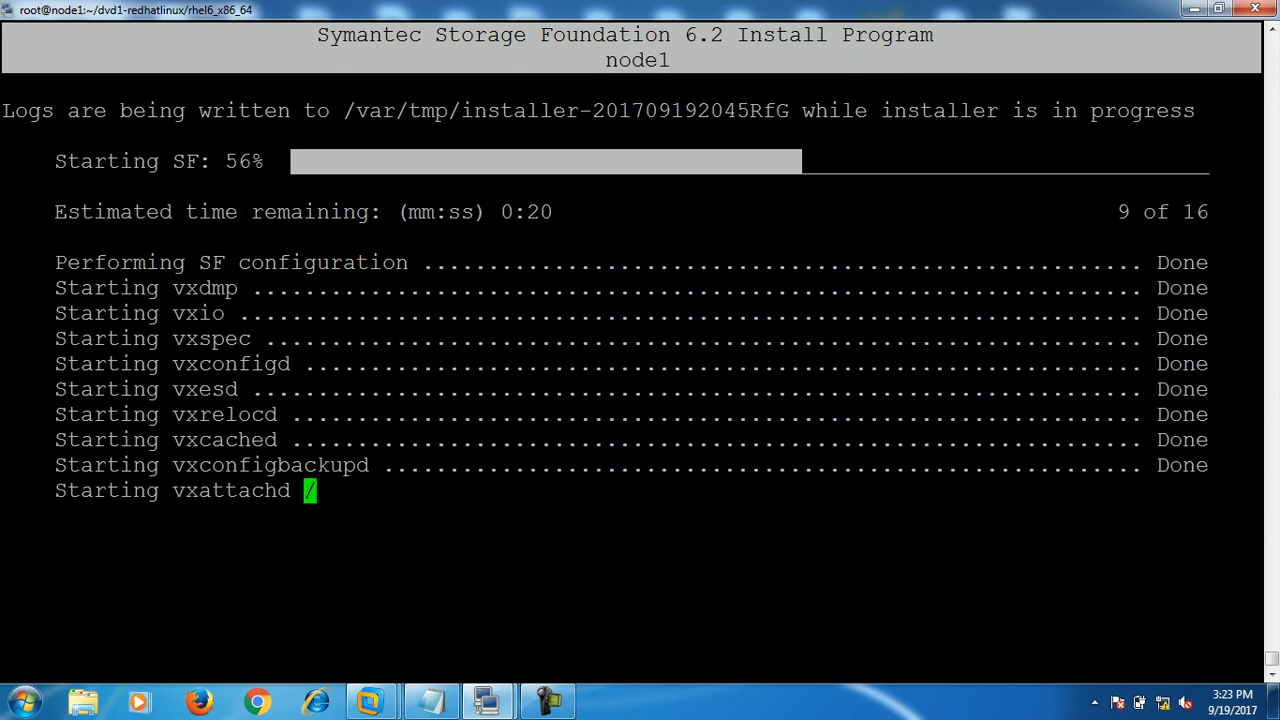 root@node1:~/dvd1-redhatlinux/rhel6_x86_64
Symantec Storage Foundation 6.2 Install Program
node1
Logs are being written to /var/tmp/installer-201709192045RfG while installer is in progress
Starting SF: 56%
Estimated time remaining: (mm:ss) 0:20 9 of 16
Performing SF configuration ....................................................... Done
Starting vxdmp .................................................................... Done
Starting vxio ..................................................................... Done
Starting vxspec ................................................................... Done
Starting vxconfigd ................................................................ Done
Starting vxesd .................................................................... Done
Starting vxrelocd ................................................................. Done
Starting vxcached ................................................................. Done
Starting vxconfigbackupd .......................................................... Done
Starting vxattachd /
3:23 PM
9/19/2017